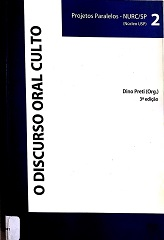 Projetos Paralelos - NURC/SP
(Núcleo USP)
2
O DISCURSO ORAL CULTO
Dino Preti (Org.)
3ª edição